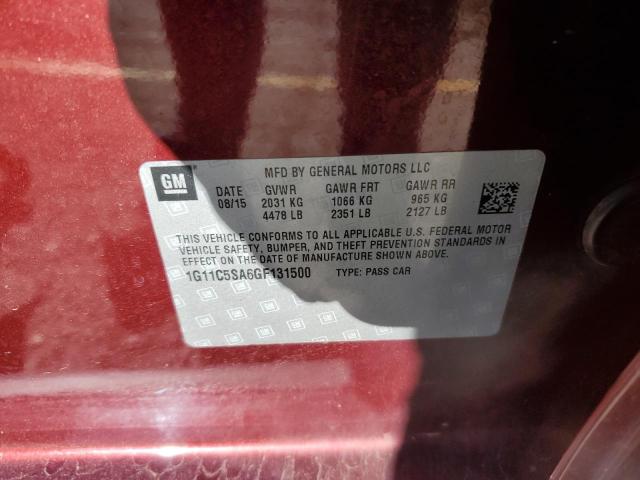 GM
MFD BY GENERAL MOTORS LLC
DATE GVWR GAWR FRT GAWR RR
08/15 2031 KG 1066 KG 965 KG
4478 LB 2351 LB 2127 LB
THIS VEHICLE CONFORMS TO ALL APPLICABLE U.S. FEDERAL MOTOR
VEHICLE SAFETY, BUMPER, AND THEFT PREVENTION STANDARDS IN
EFFECT ON THE DATE OF MANUFACTURE SHOWN ABOVE.
1G11C5SA6GF131500 TYPE: PASS CAR